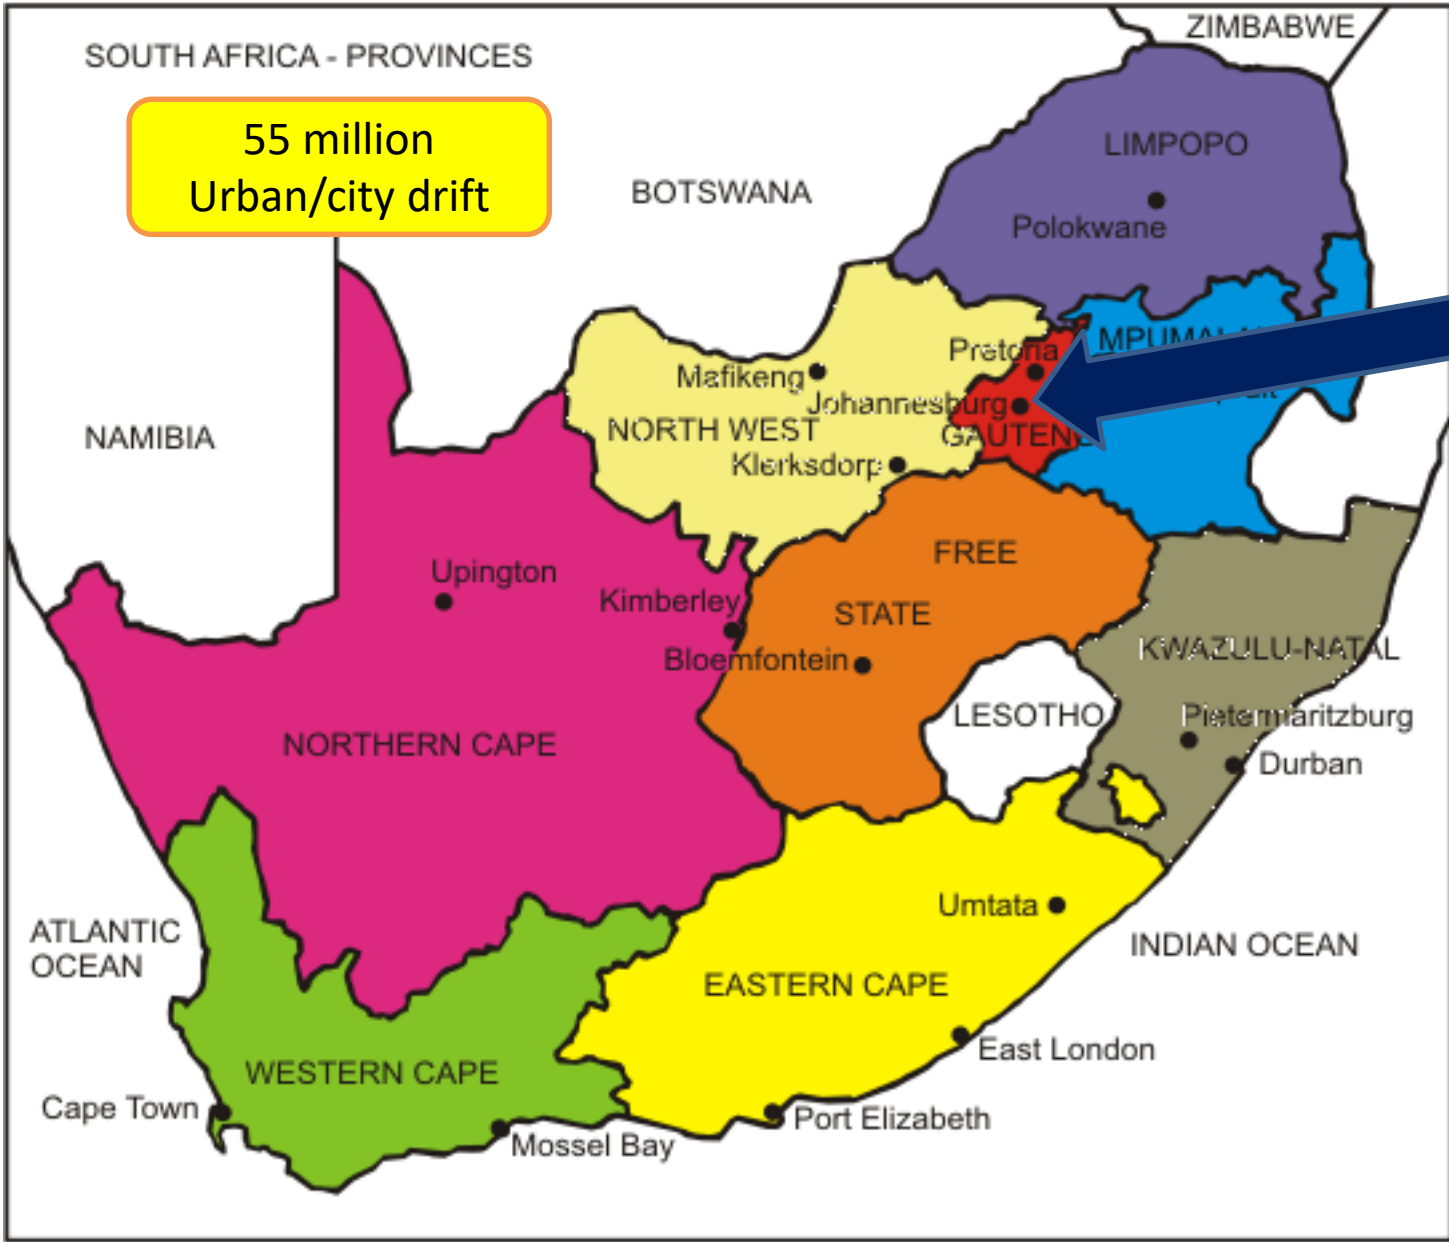 SOUTH AFRICA - PROVINCES
ZIMBABWE
55 million
Urban/city drift
LIMPOPO
BOTSWANA
Polokwane
Pretoria
Mafikeng
Johannesburg
NAMIBIA
NORTH WEST
Klerksdorp
FREE
STATE
Upington
Kimberley
Bloemfontein
KWAZULU-NATAL
LESOTHO
Pietermaritzburg
NORTHERN CAPE
Durban
Umtata
ATLANTIC
OCEAN
INDIAN OCEAN
EASTERN CAPE
East London
WESTERN CAPE
Cape Town
Port Elizabeth
Mossel Bay